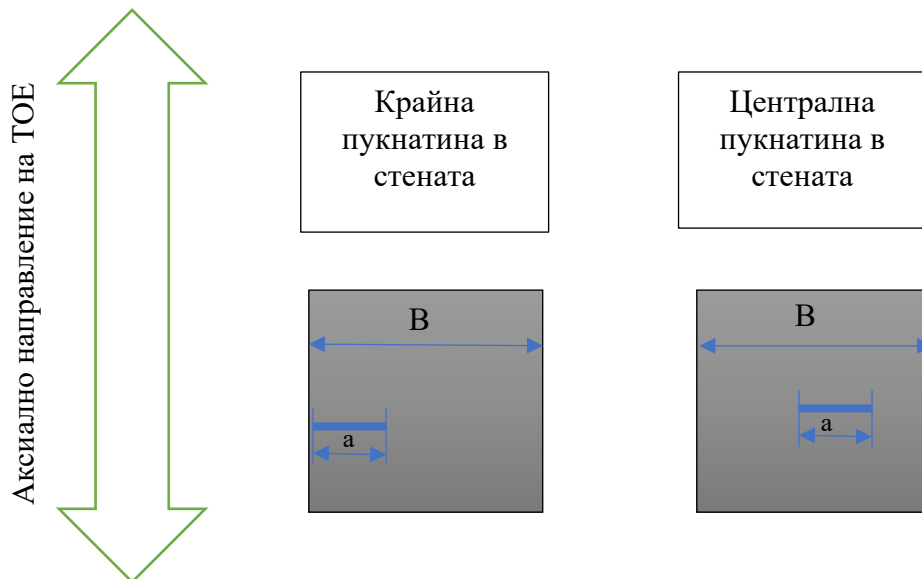 Аксиално направление на ТОЕ
Крайна
пукнатина в
стената
Централна
пукнатина в
стената
В
а
В
а